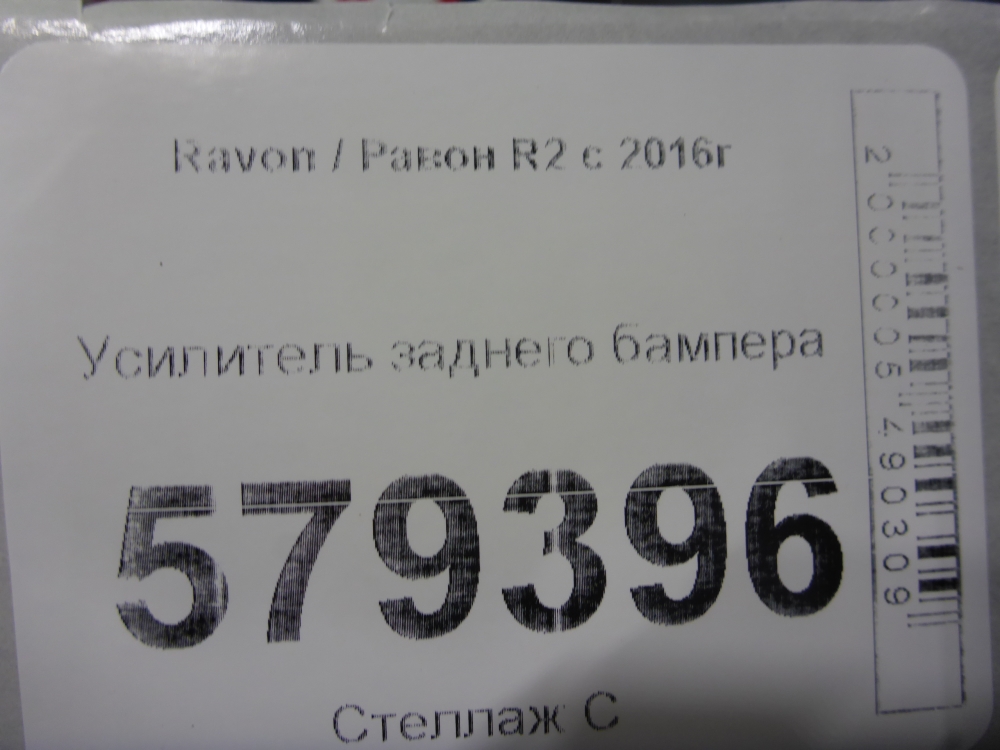 Ravon / Равон R2 с 2016г
Усилитель заднего бампера
579396
Стеллаж С
2000005490309